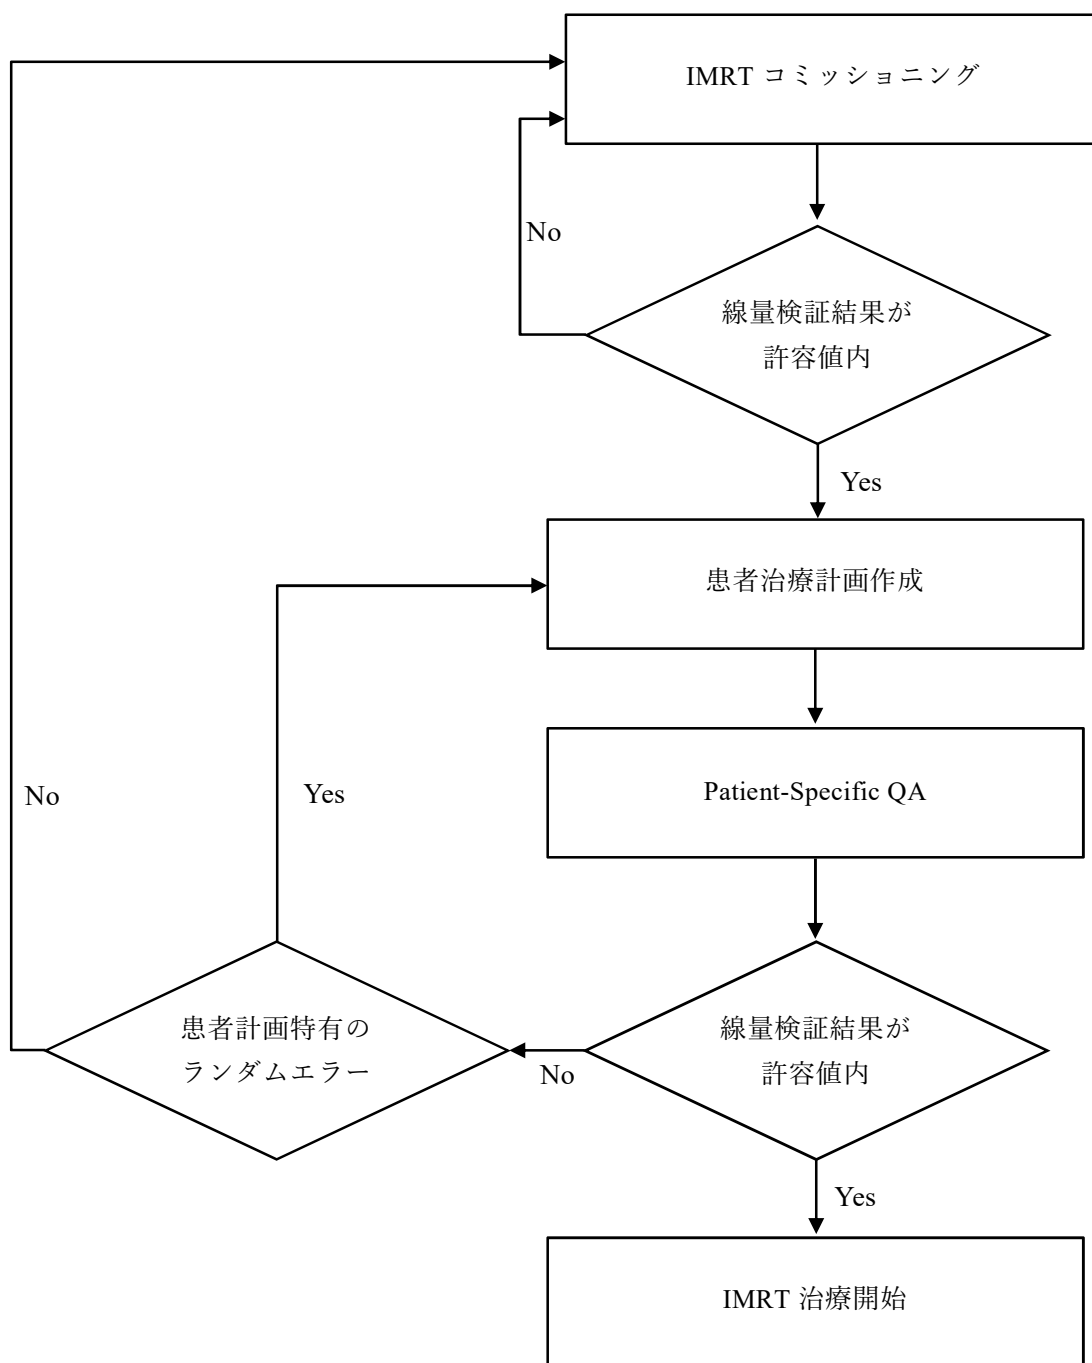 IMRT コミッショニング
No
線量検証結果が
許容値内
Yes
患者治療計画作成
No
Yes
Patient-Specific QA
患者計画特有の
ランダムエラー
No
線量検証結果が
許容値内
Yes
IMRT 治療開始